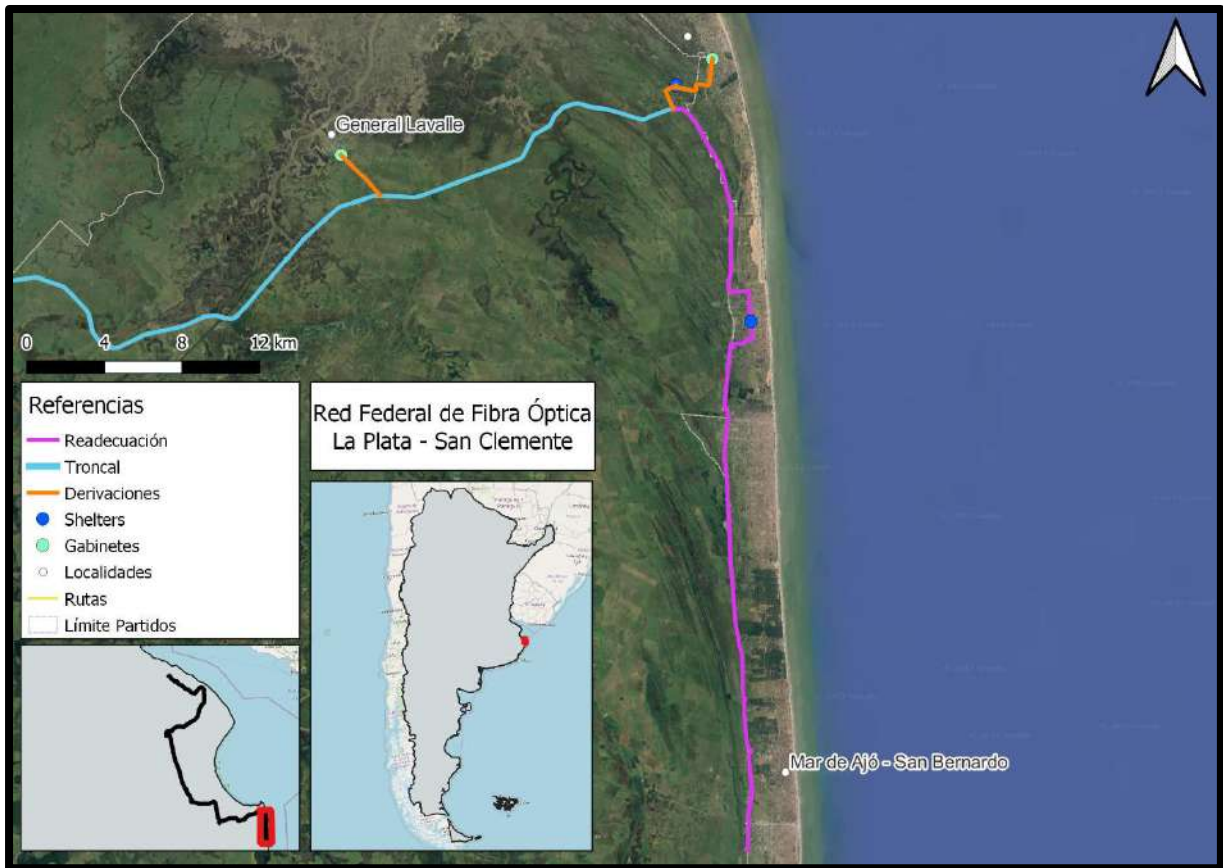 General Lavalle
0 4 8 12 km
Referencias
Readecuación
Troncal
Derivaciones
Shelters
Gabinetes
Localidades
Rutas
Límite Partidos
Red Federal de Fibra Óptica
La Plata - San Clemente
Mar de Ajó - San Bernardo